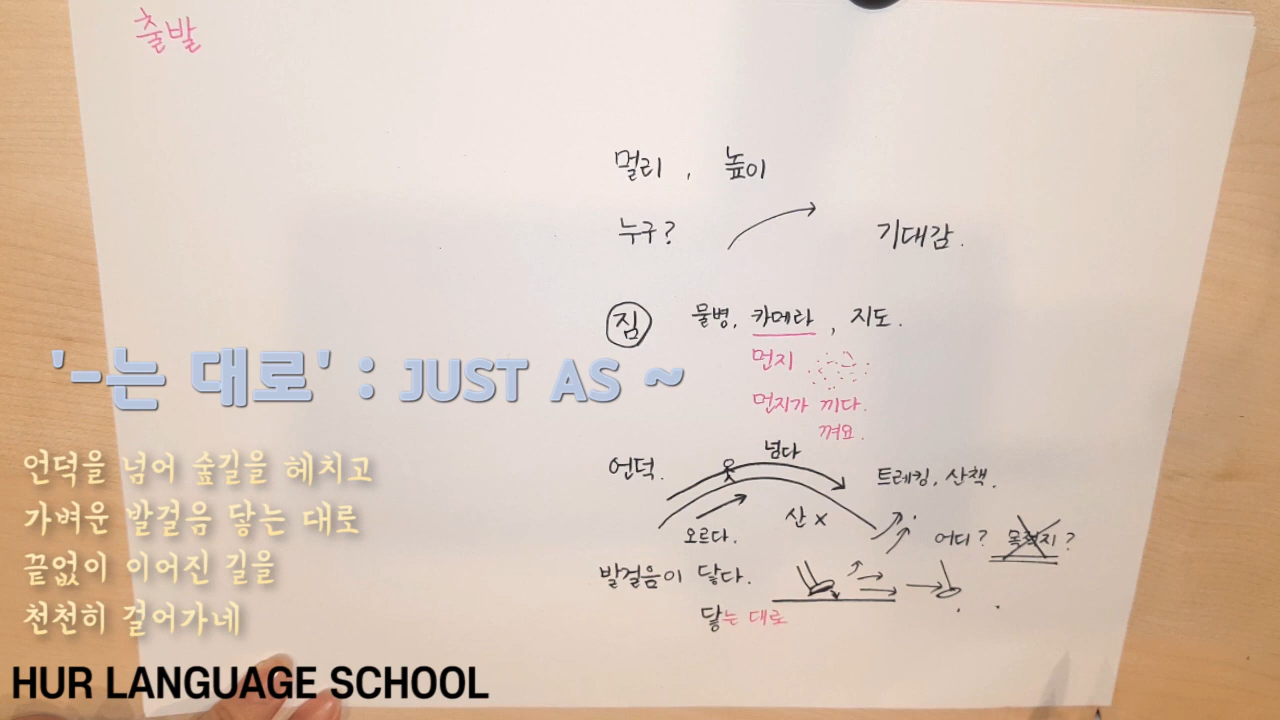 출발
멀리, 높이
누구? 기대감.
짐 물병, 카메라, 지도.
먼지
먼지가 끼다.
껴요.
언덕. 넘다 트레킹, 산책.
오르다. 산 x 어디? 목적지?
발걸음이 닿다.
닿는 대로
'-는 대로' : JUST AS ~
언덕을 넘어 숲길을 헤치고
가벼운 발걸음 닿는 대로
끝없이 이어진 길을
천천히 걸어가네
HUR LANGUAGE SCHOOL